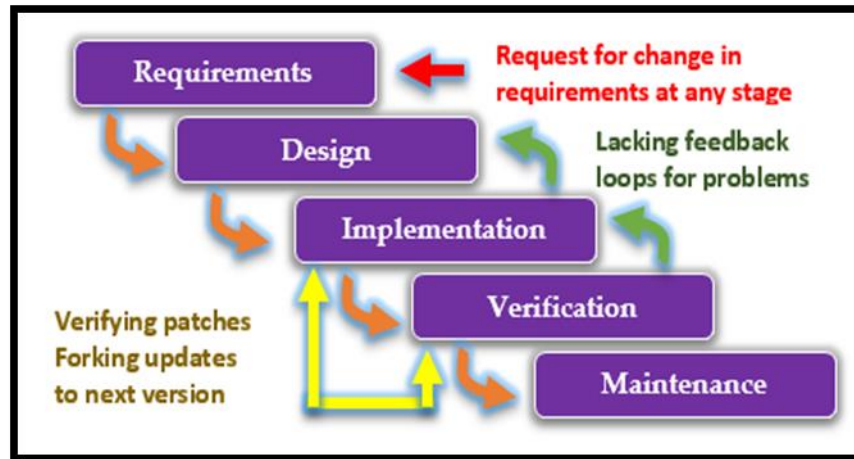 Requirements
Request for change in
requirements at any stage
Design
Lacking feedback
loops for problems
Implementation
Verification
Verifying patches
Forking updates
to next version
Maintenance